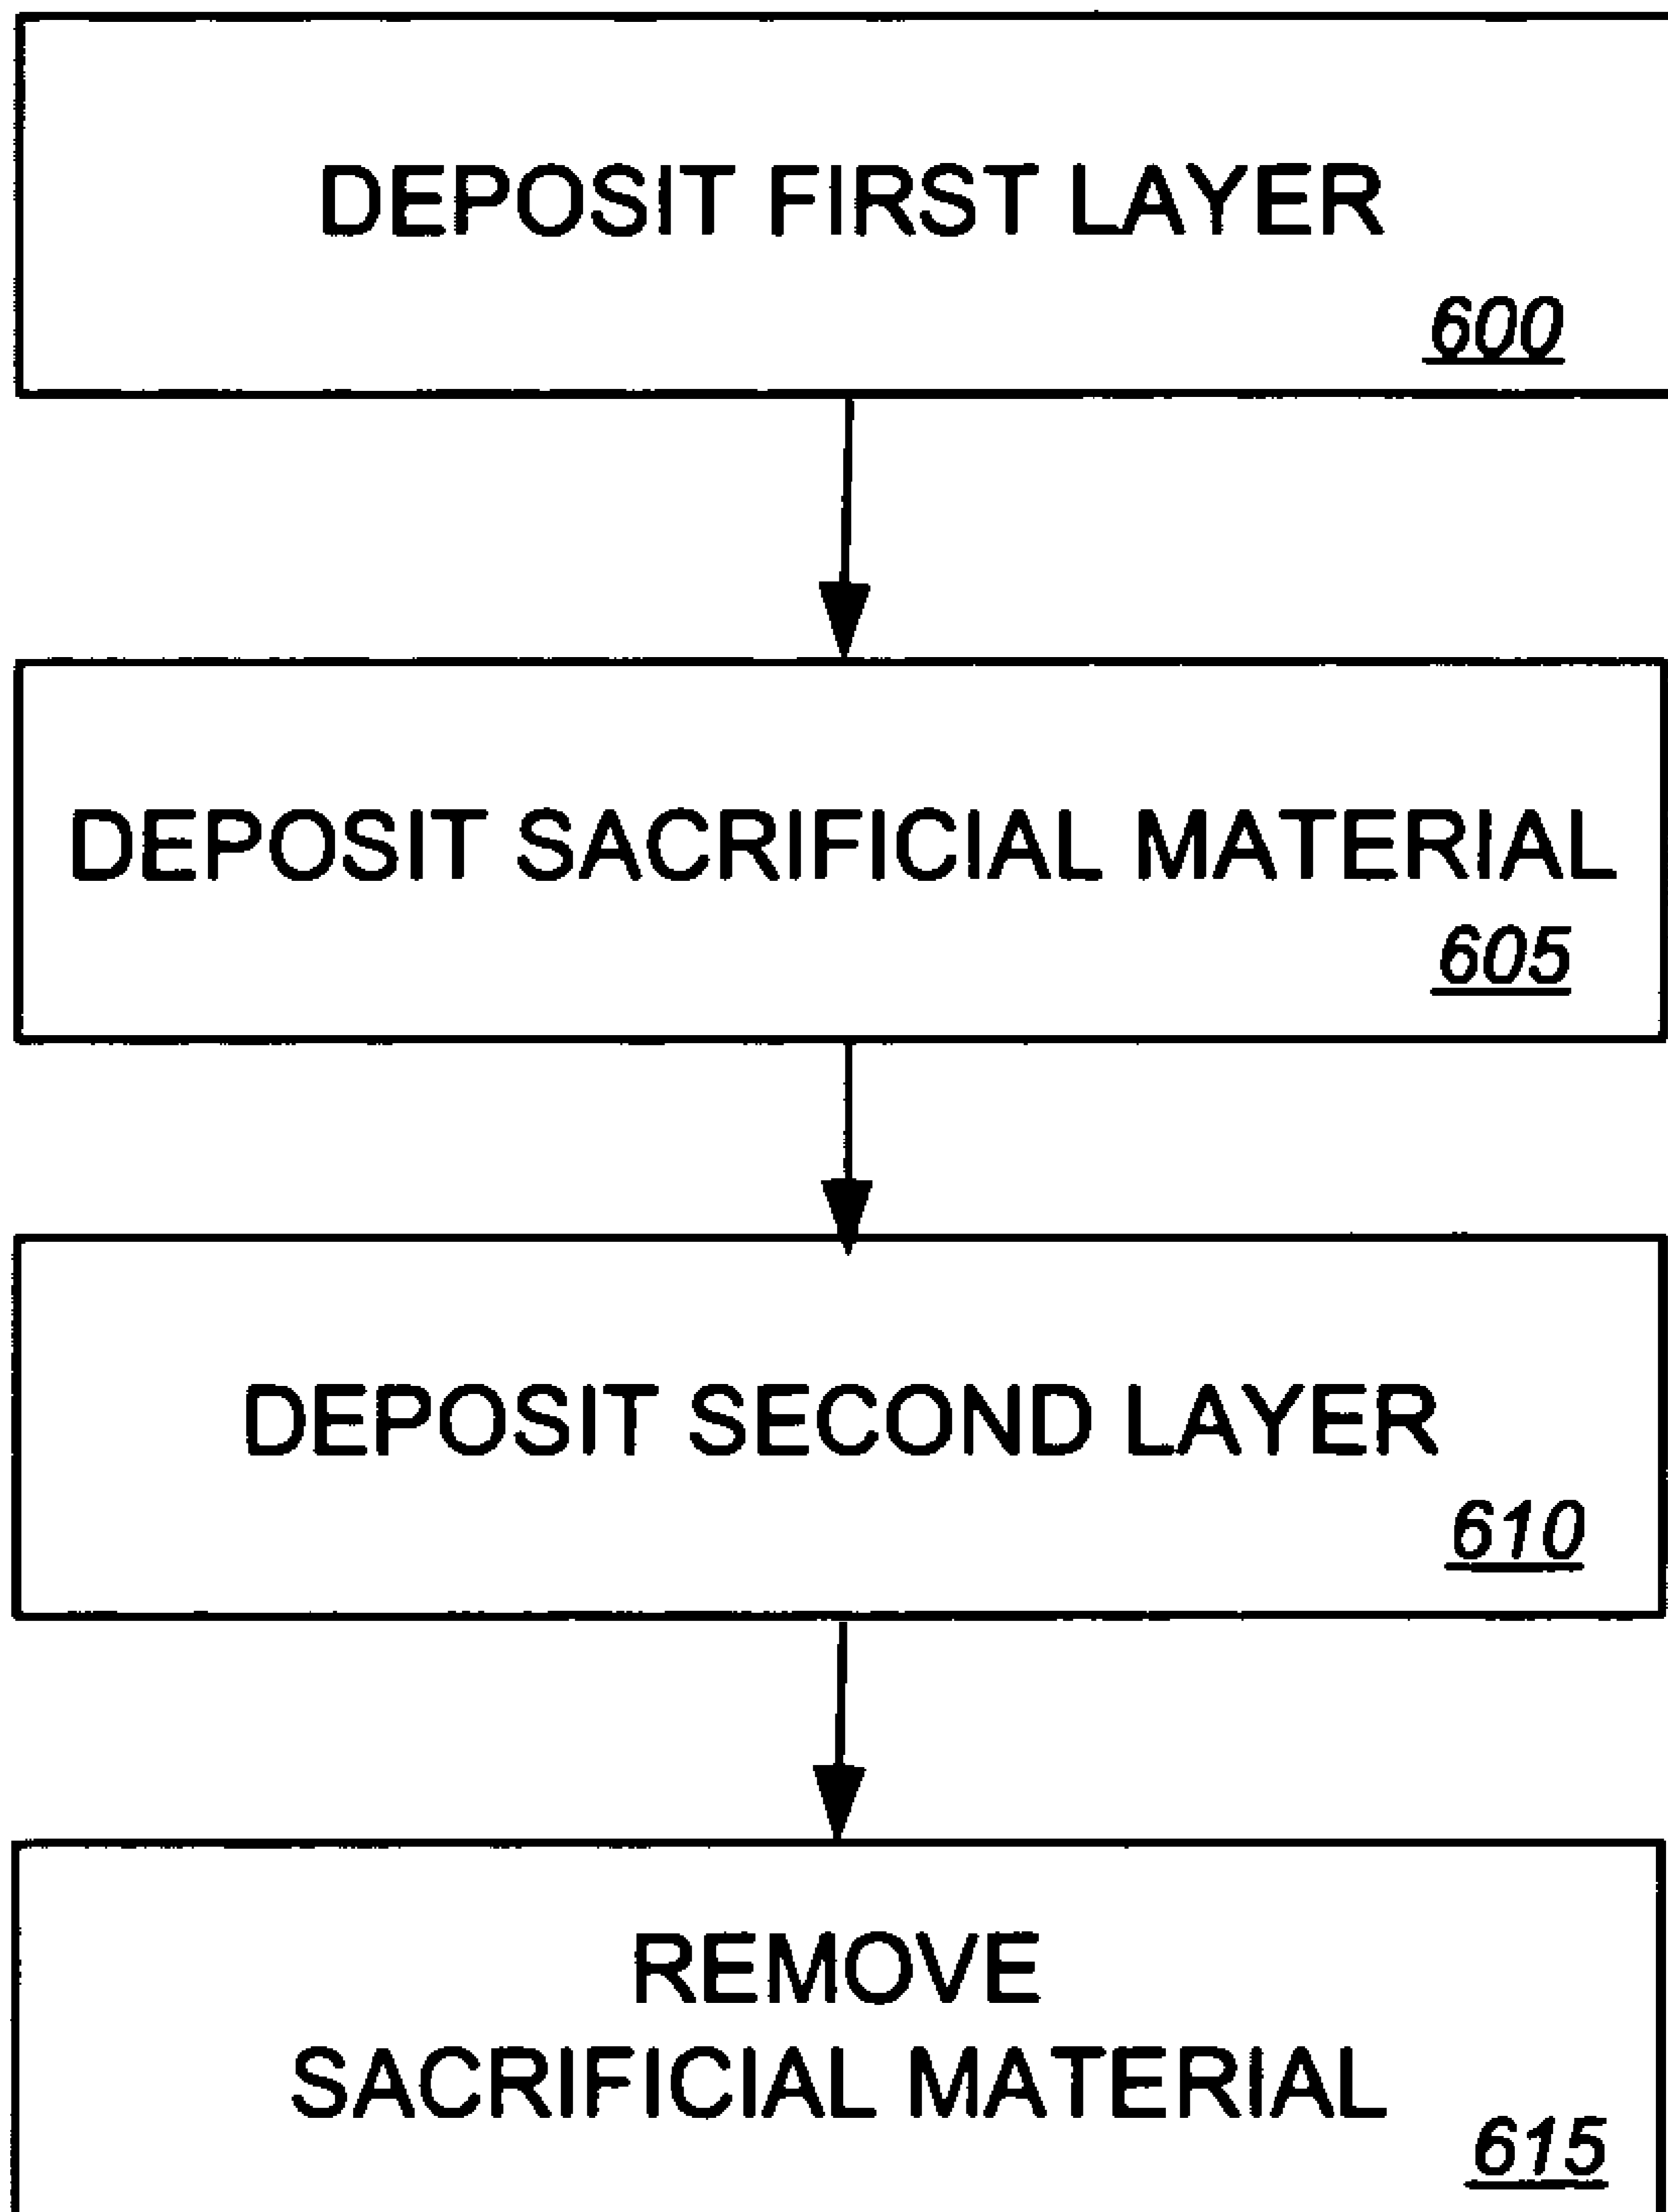 DEPOSIT FIRST LAYER
600
DEPOSIT SACRIFICIAL MATERIAL
605
DEPOSIT SECOND LAYER
610
REMOVE
SACRIFICIAL MATERIAL
615